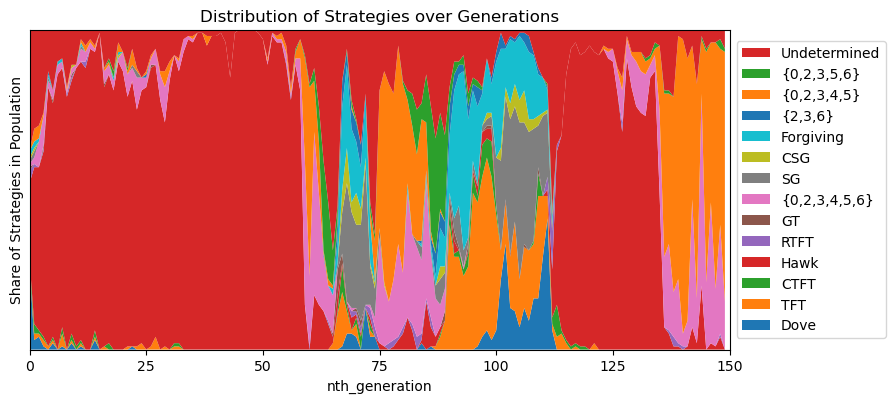 Distribution of Strategies over Generations
Share of Strategies in Population
0 25 50 75 100 125 150
nth_generation
Undetermined
{0,2,3,5,6}
{0,2,3,4,5}
{2,3,6}
Forgiving
CSG
SG
{0,2,3,4,5,6}
GT
RTFT
Hawk
CTFT
TFT
Dove